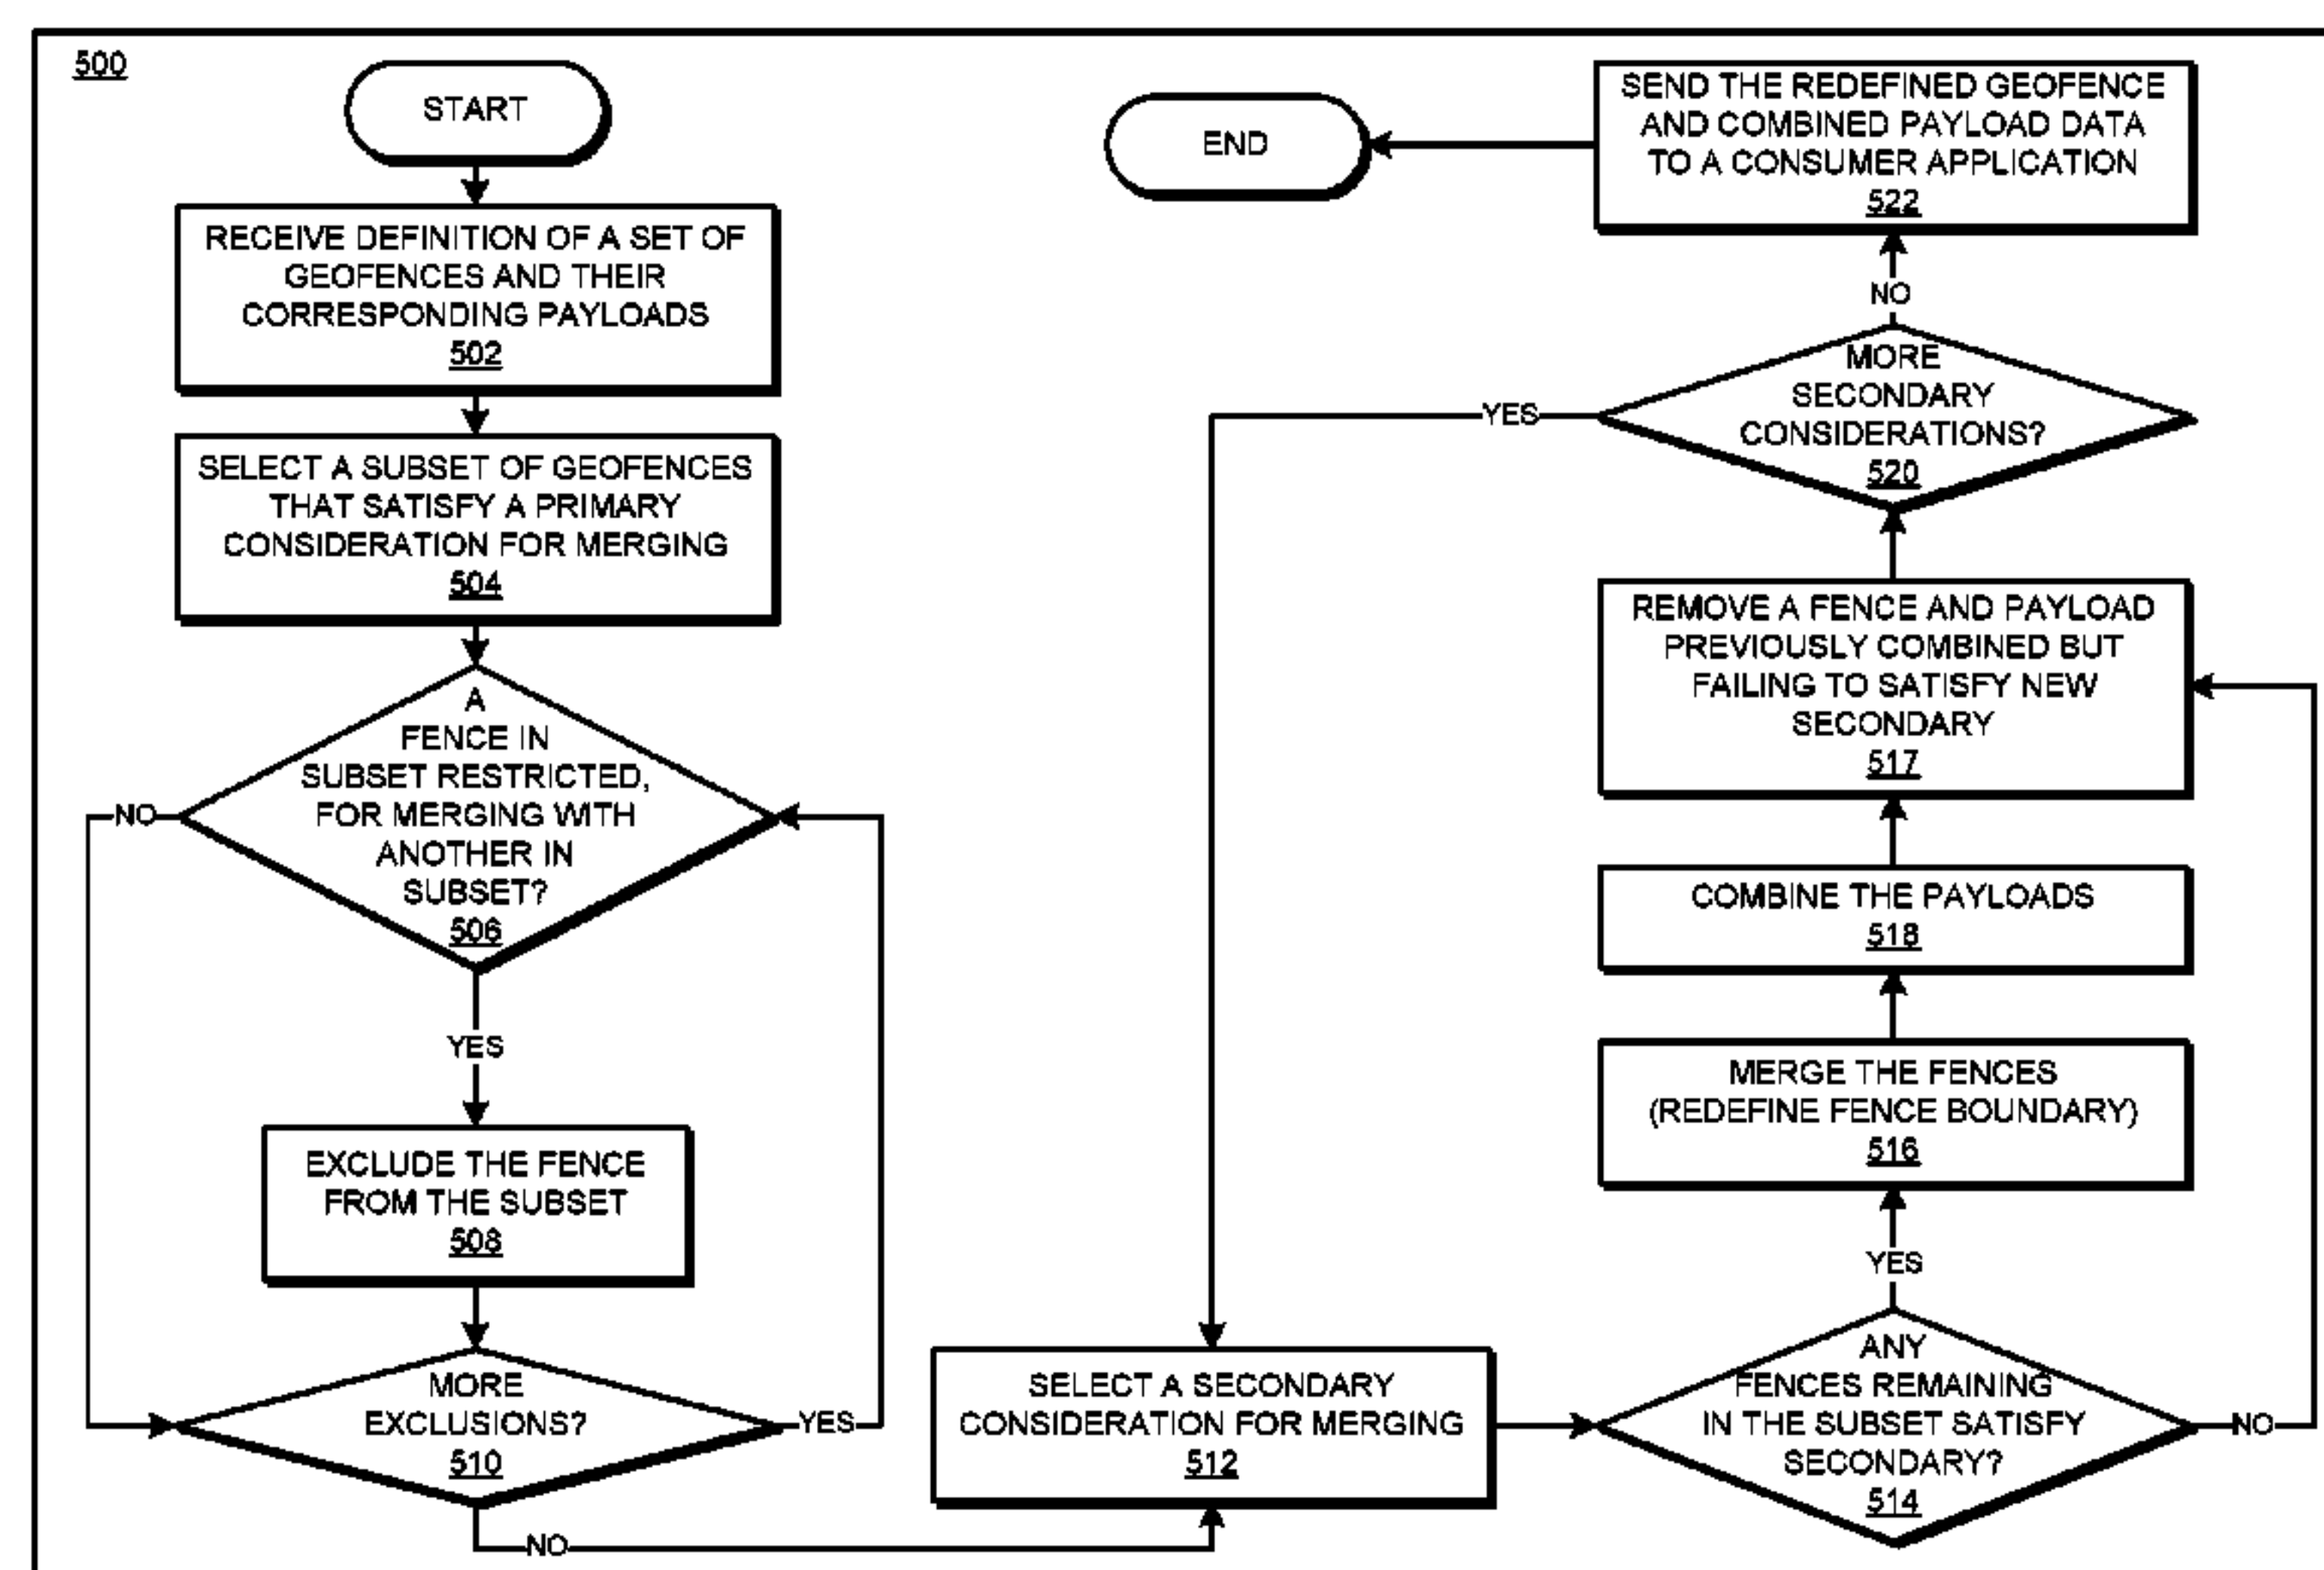 500
START
RECEIVE DEFINITION OF A SET OF
GEOFENCES AND THEIR
CORRESPONDING PAYLOADS
502
SELECT A SUBSET OF GEOFENCES
THAT SATISFY A PRIMARY
CONSIDERATION FOR MERGING
504
A
FENCE IN
SUBSET RESTRICTED,
FOR MERGING WITH
ANOTHER IN
SUBSET?
506
NO
YES
EXCLUDE THE FENCE
FROM THE SUBSET
508
MORE
EXCLUSIONS?
510
YES
NO
SELECT A SECONDARY
CONSIDERATION FOR MERGING
512
ANY
FENCES REMAINING
IN THE SUBSET SATISFY
SECONDARY?
514
NO
YES
MERGE THE FENCES
(REDEFINE FENCE BOUNDARY)
516
COMBINE THE PAYLOADS
518
REMOVE A FENCE AND PAYLOAD
PREVIOUSLY COMBINED BUT
FAILING TO SATISFY NEW
SECONDARY
517
MORE
SECONDARY
CONSIDERATIONS?
520
YES
NO
SEND THE REDEFINED GEOFENCE
AND COMBINED PAYLOAD DATA
TO A CONSUMER APPLICATION
522
END